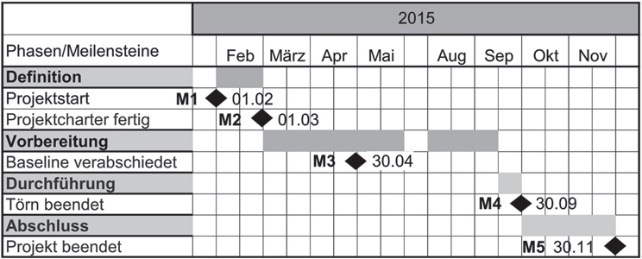 2015
Phasen/Meilensteine Feb März Apr Mai Aug Sep Okt Nov
Definition
Projektstart M1 01.02
Projektcharter fertig M2 01.03
Vorbereitung
Baseline verabschiedet M3 30.04
Durchführung
Törn beendet M4 30.09
Abschluss
Projekt beendet M5 30.11